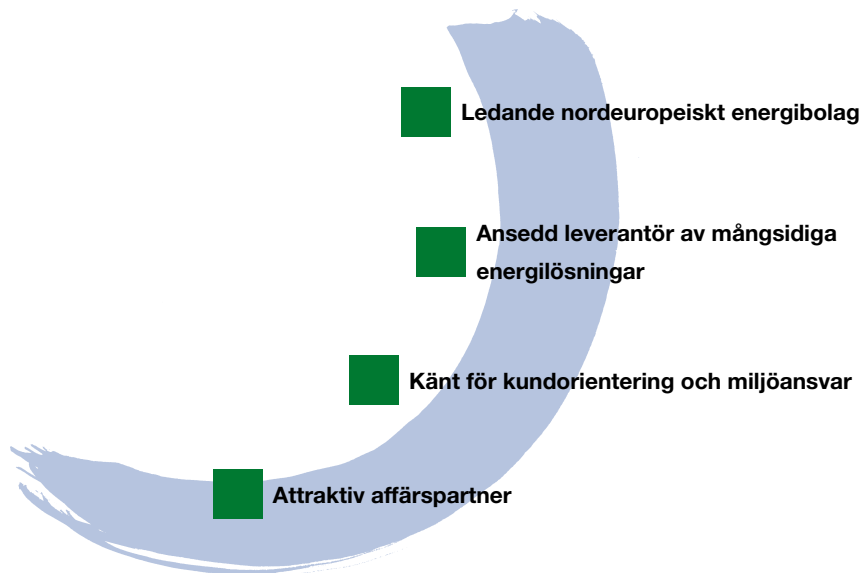 Ledande nordeuropeiskt energibolag
Ansedd leverantör av mångsidiga
energilösningar
Känt för kundorientering och miljöansvar
Attraktiv affärspartner